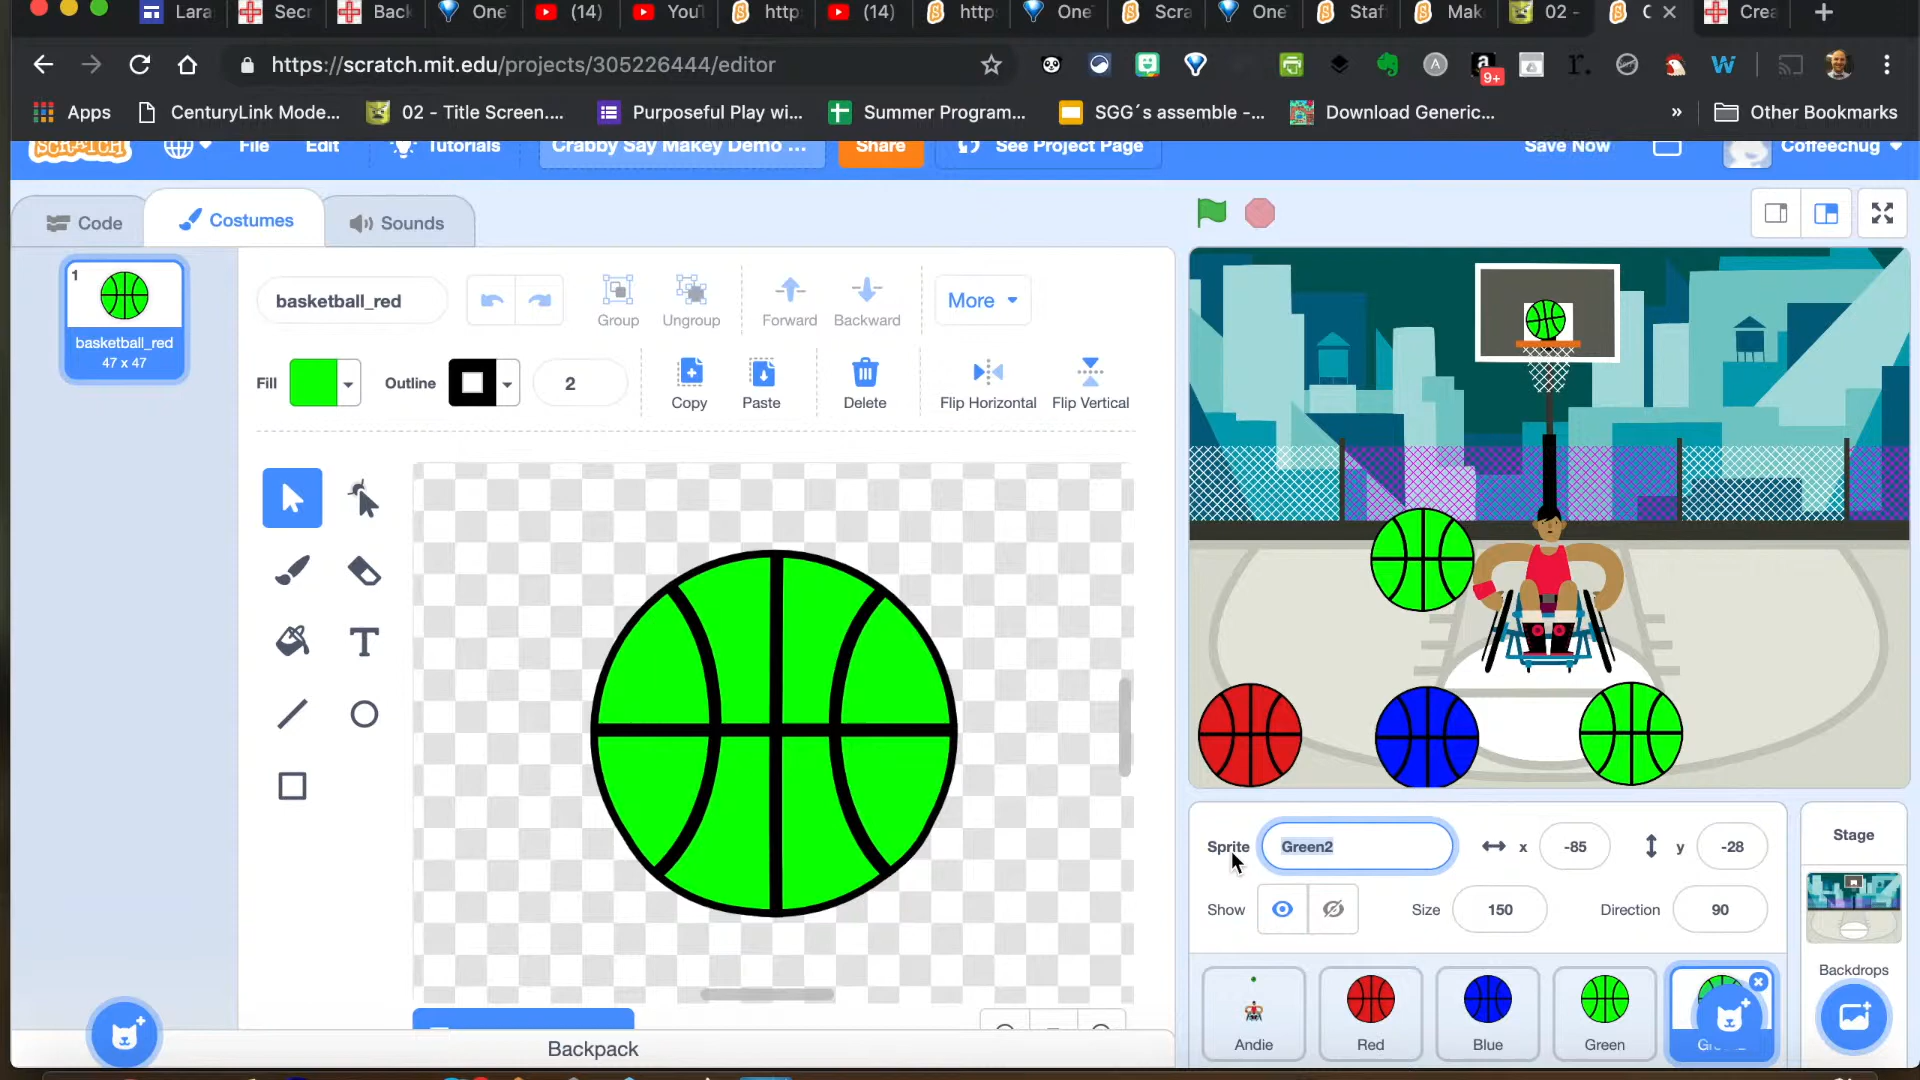 Lara
Secr
Back
One
(14)
You
http
(14)
http
One
Scra
One
Staf
Mak
02 -
C
Crea
https://scratch.mit.edu/projects/305226444/editor
9+
Apps
CenturyLink Mode...
02 - Title Screen....
Purposeful Play wi...
Summer Program...
SGG´s assemble -...
Download Generic...
»
Other Bookmarks
SCRATCH
File
Edit
Tutorials
Crabby Say Makey Demo ...
Share
See Project Page
Save Now
Coffeechug
Code
Costumes
Sounds
1
basketball_red
47 x 47
basketball_red
Group
Ungroup
Forward
Backward
More
Fill
Outline
2
Copy
Paste
Delete
Flip Horizontal
Flip Vertical
T
Sprite
Green2
x
-85
y
-28
Show
Size
150
Direction
90
Stage
Backdrops
Andie
Red
Blue
Green
Backpack